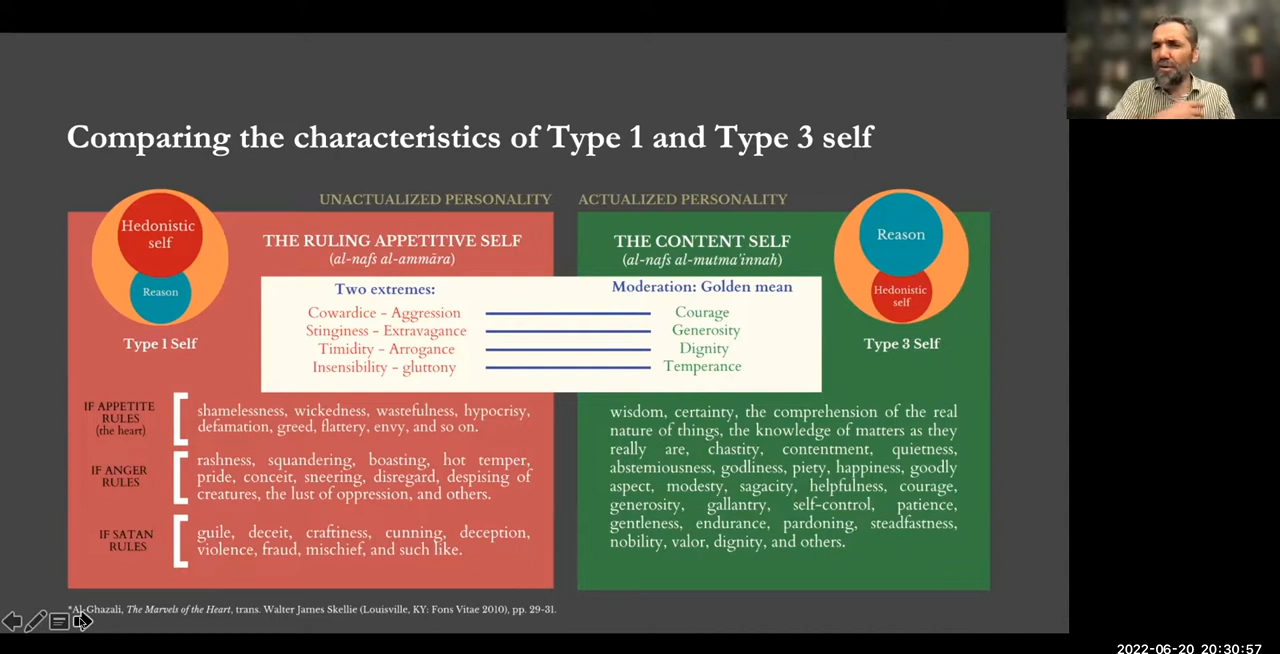 Comparing the characteristics of Type 1 and Type 3 self
UNACTUALIZED PERSONALITY
ACTUALIZED PERSONALITY
Hedonistic
self
Reason
Type 1 Self
THE RULING APPETITIVE SELF
(al-nafs al-ammāra)
THE CONTENT SELF
(al-nafs al-mutma'innah)
Reason
Hedonistic
self
Type 3 Self
Two extremes:
Moderation: Golden mean
Cowardice - Aggression
Courage
Stinginess - Extravagance
Generosity
Timidity - Arrogance
Dignity
Insensibility - gluttony
Temperance
IF APPETITE
RULES
(the heart)
shamelessness, wickedness, wastefulness, hypocrisy,
defamation, greed, flattery, envy, and so on.
IF ANGER
RULES
rashness, squandering, boasting, hot temper,
pride, conceit, sneering, disregard, despising of
creatures, the lust of oppression, and others.
IF SATAN
RULES
guile, deceit, craftiness, cunning, deception,
violence, fraud, mischief, and such like.
wisdom, certainty, the comprehension of the real
nature of things, the knowledge of matters as they
really are, chastity, contentment, quietness,
abstemiousness, godliness, piety, happiness, goodly
aspect, modesty, sagacity, helpfulness, courage,
generosity, gallantry, self-control, patience,
gentleness, endurance, pardoning, steadfastness,
nobility, valor, dignity, and others.
*Al-Ghazali, The Marvels of the Heart, trans. Walter James Skellie (Louisville, KY: Fons Vitae 2010), pp. 29-31.
2022-06-20 20:30:57